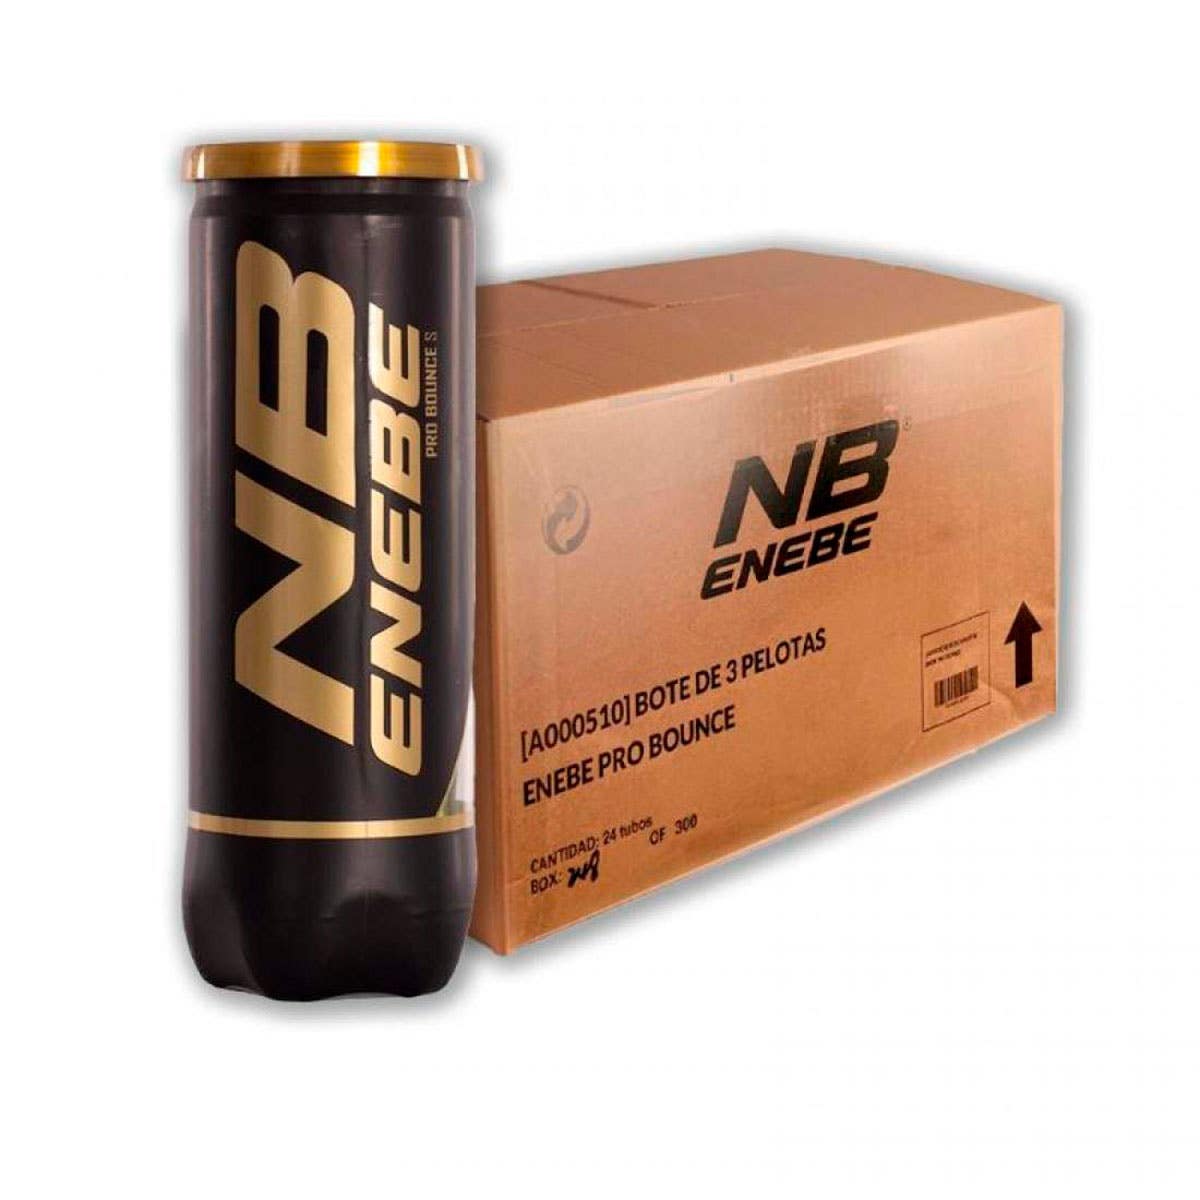 NB
ENEBE
PRO BOUNCE S
NB®
ENEBE
[A000510] BOTE DE 3 PELOTAS
ENEBE PRO BOUNCE
CANTIDAD: 24 tubos
BOX: OF 300